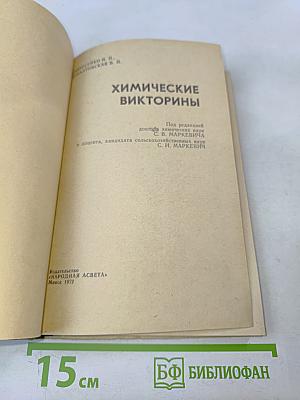 В. П.
В. И.
ХИМИЧЕСКИЕ
ВИКТОРИНЫ
Под редакцией
доктора химических наук
С. В. МАРКЕВИЧА
и доцента, кандидата сельскохозяйственных наук
С. И. МАРКЕВИЧ
Издательство
«НАРОДНАЯ АСВЕТА»
Минск 1972
15 см
БФ БИБЛИОФАН